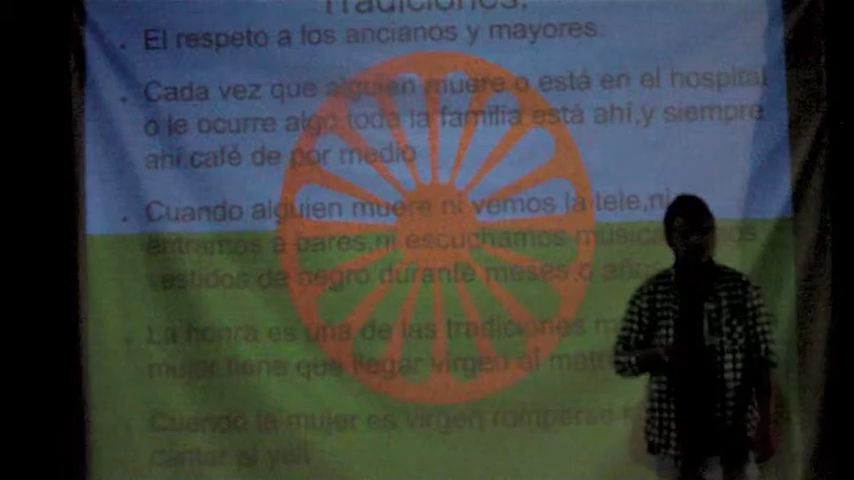 Tradiciones.
El respeto a los ancianos y mayores.
Cada vez que alguien muere o está en el hospital
o le ocurre algo toda la familia está ahí,y siempre
ahí café de por medio
Cuando alguien muere ni vemos la tele,ni
entramos a bares,ni escuchamos música
vestidos de negro durante meses o años
La honra es una de las tradiciones
mujer tiene que llegar virgen al
Cuando la mujer es virgen romperse
cantar el yeli